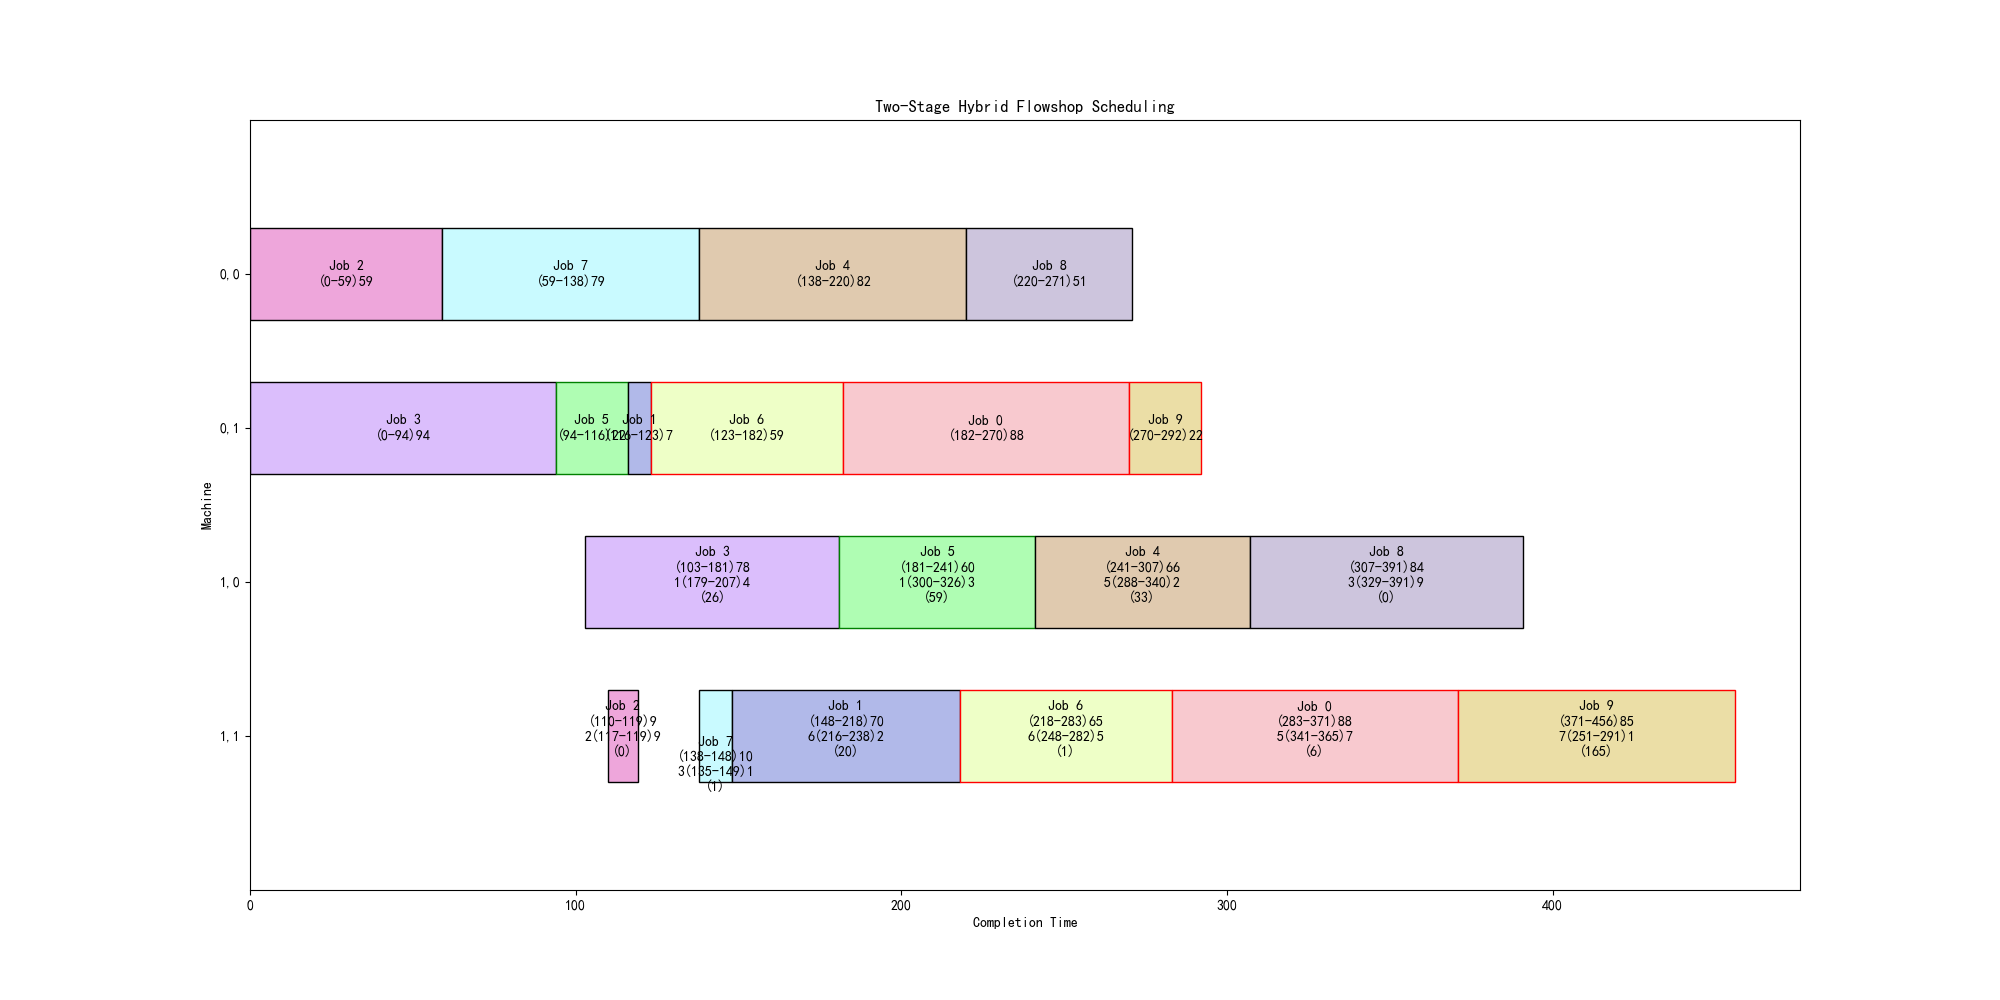 Two-Stage Hybrid Flowshop Scheduling
0,0
Job 2
(0-59)59
Job 7
(59-138)79
Job 4
(138-220)82
Job 8
(220-271)51
0,1
Job 3
(0-94)94
Job 5
(94-116)22
Job 1
(116-123)7
Job 6
(123-182)59
Job 0
(182-270)88
Job 9
(270-292)22
Machine
1,0
Job 3
(103-181)78
1(179-207)4
(26)
Job 5
(181-241)60
1(300-326)3
(59)
Job 4
(241-307)66
5(288-340)2
(33)
Job 8
(307-391)84
3(329-391)9
(0)
1,1
Job 2
(110-119)9
2(117-119)9
(0)
Job 7
(138-148)10
3(135-149)1
(1)
Job 1
(148-218)70
6(216-238)2
(20)
Job 6
(218-283)65
6(248-282)5
(1)
Job 0
(283-371)88
5(341-365)7
(6)
Job 9
(371-456)85
7(251-291)1
(165)
0
100
200
300
400
Completion Time